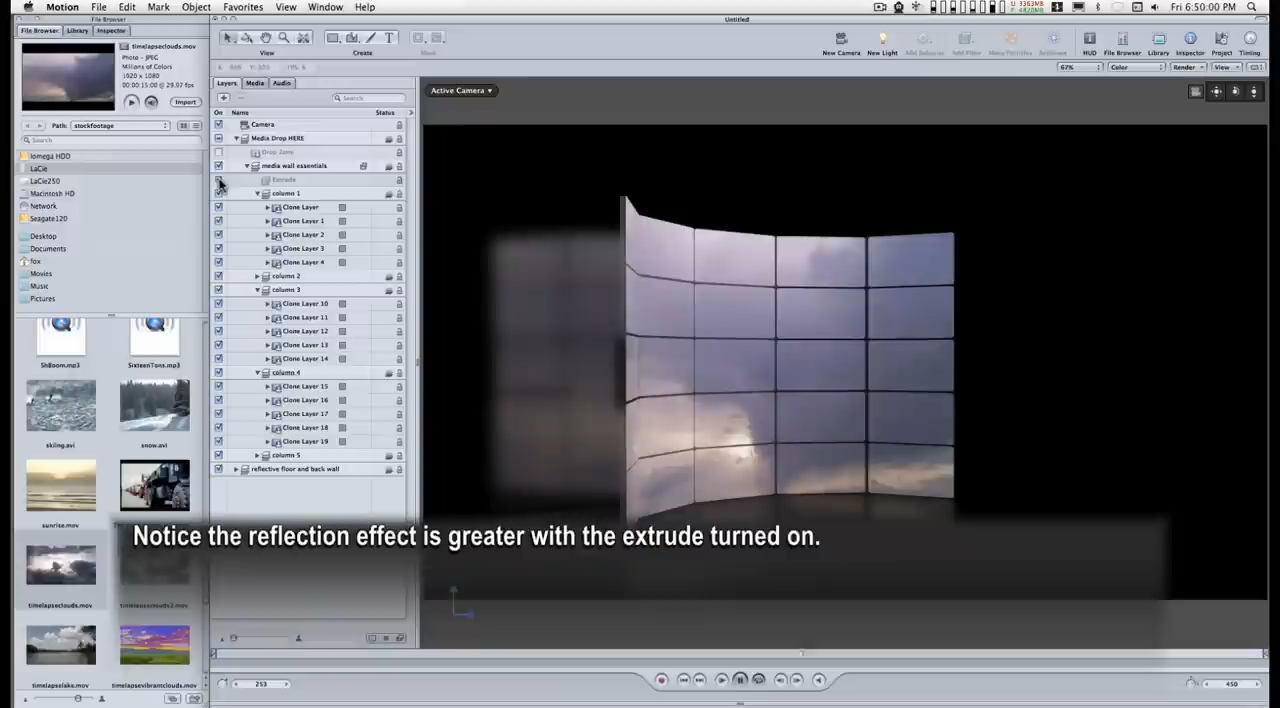 Motion File Edit Mark Object Favorites View Window Help
Fri 6:50:00 PM
File Browser
Untitled
File Browser Library Inspector
timelapseclouds.mov
Photo - JPEG
Millions of Colors
1920 x 1080
00:00:15:00 @ 29.97 fps
Import
Path: stockfootage
Search
Iomega HDD
LaCie
LaCie250
Macintosh HD
Network
Seagate120
Desktop
Documents
fox
Movies
Music
Pictures
ShBoom.mp3
SixteenTons.mp3
skiing.avi
snow.avi
sunrise.mov
timelapseclouds.mov
timelapseclouds2.mov
timelapselake.mov
timelapsevibrantclouds.mov
View
Create
New Camera
New Light
HUD
File Browser
Library
Inspector
Project
Timing
67%
Color
Render
View
Layers Media Audio
Search
On Name Status
Camera
Media Drop HERE
Drop Zone
media wall essentials
Extrude
column 1
Clone Layer
Clone Layer 1
Clone Layer 2
Clone Layer 3
Clone Layer 4
column 2
column 3
Clone Layer 10
Clone Layer 11
Clone Layer 12
Clone Layer 13
Clone Layer 14
column 4
Clone Layer 15
Clone Layer 16
Clone Layer 17
Clone Layer 18
Clone Layer 19
column 5
reflective floor and back wall
Active Camera
Notice the reflection effect is greater with the extrude turned on.
253
450